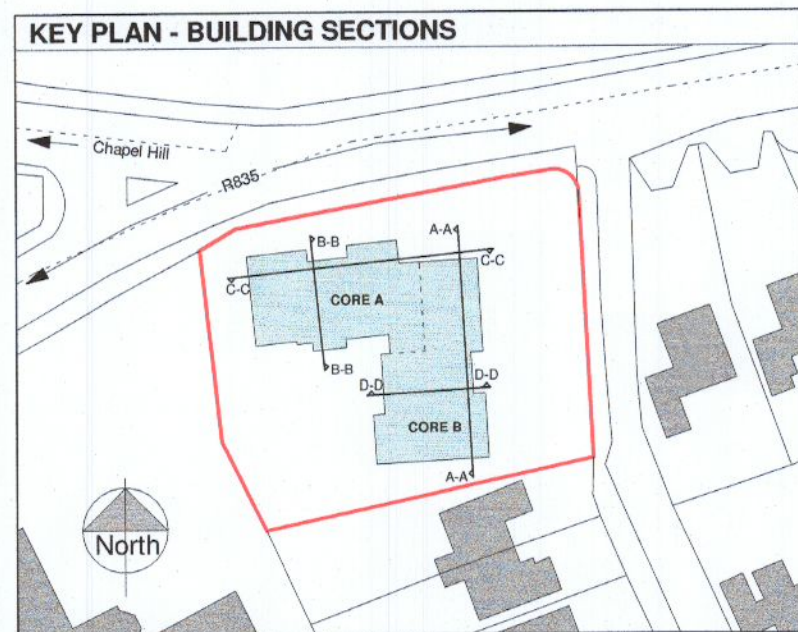 KEY PLAN - BUILDING SECTIONS
Chapel Hill
R835
A-A
B-B
C-C
C-C
CORE A
B-B
D-D
D-D
CORE B
A-A
North